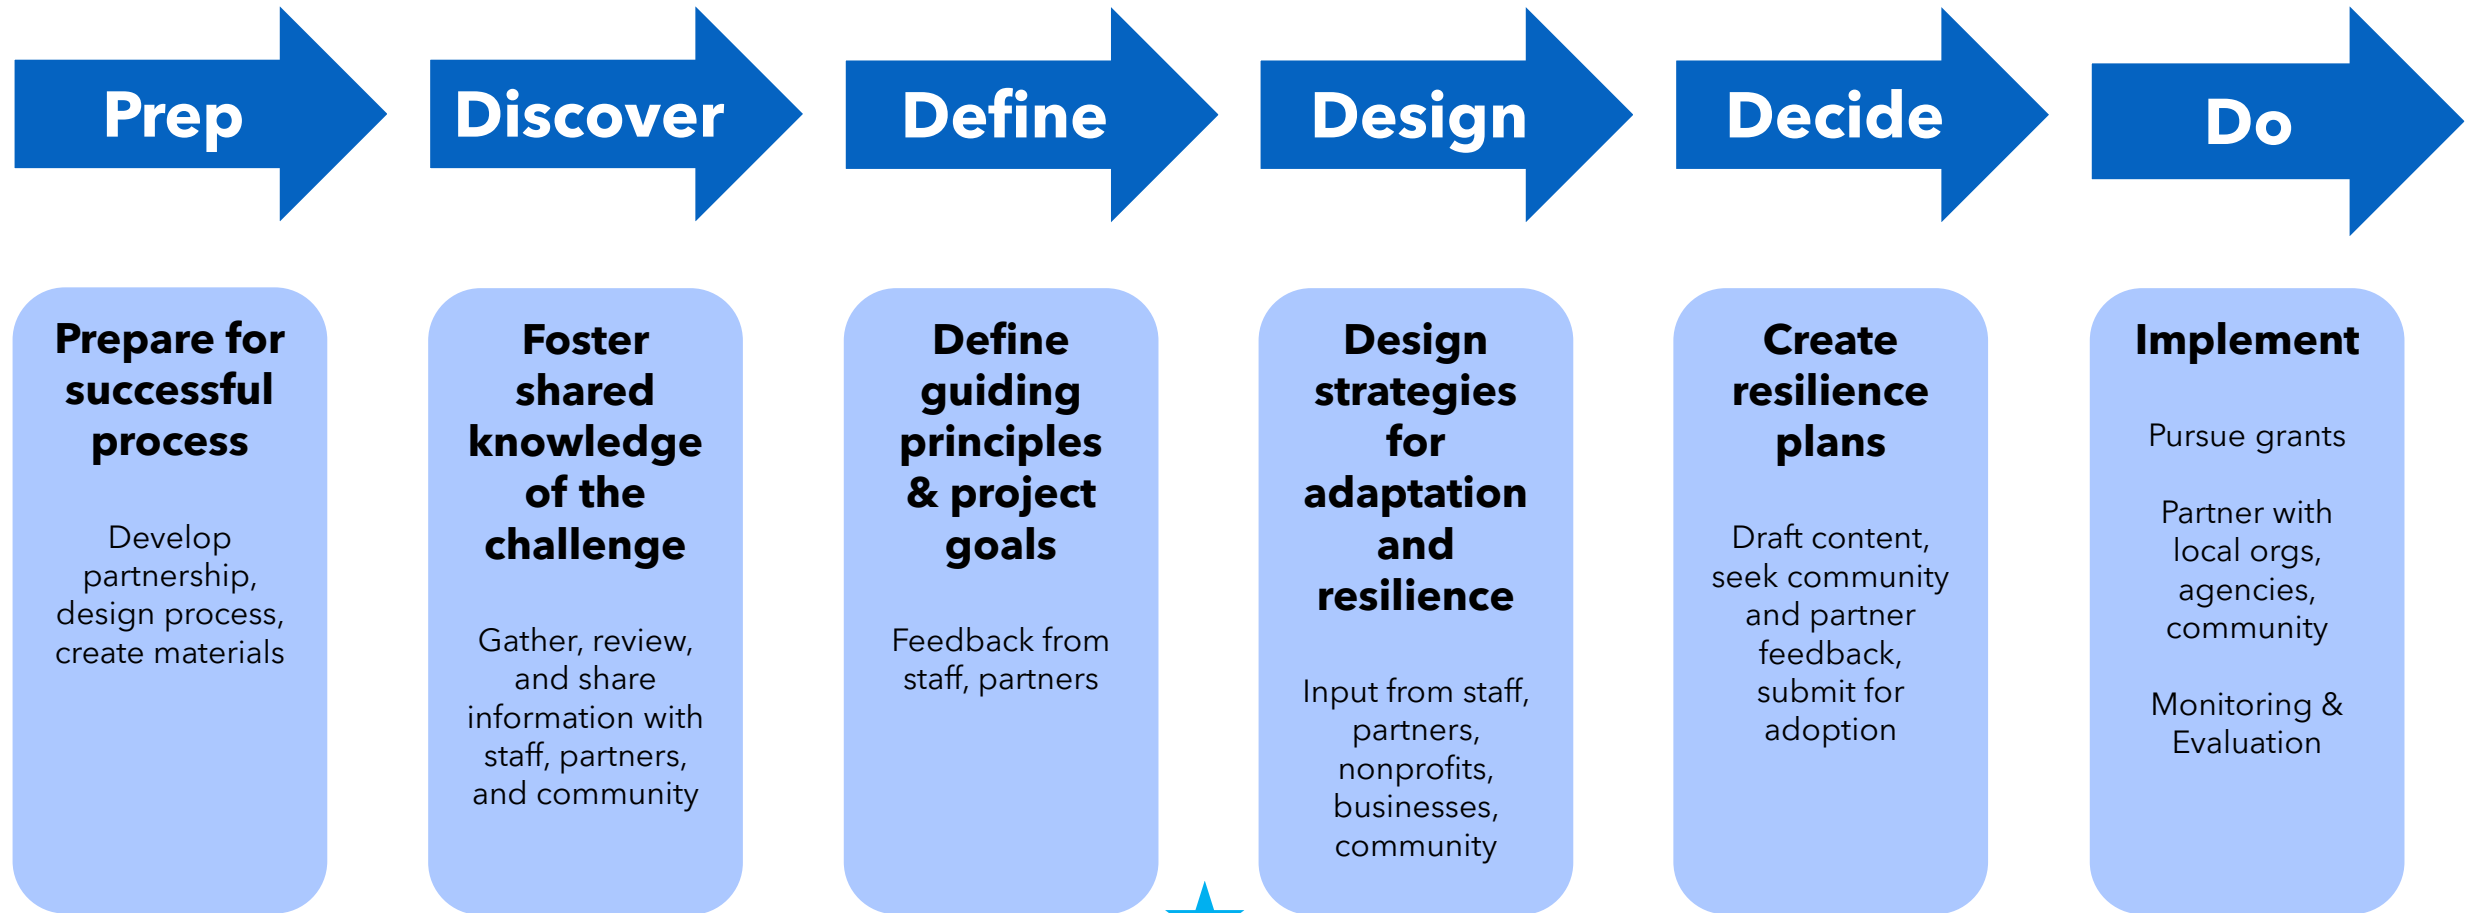 Prep
Discover
Define
Design
Decide
Do
Prepare for
successful
process
Develop
partnership,
design process,
create materials
Foster
shared
knowledge
of the
challenge
Gather, review,
and share
information with
staff, partners,
and community
Define
guiding
principles
& project
goals
Feedback from
staff, partners
Design
strategies
for
adaptation
and
resilience
Input from staff,
partners,
nonprofits,
businesses,
community
Create
resilience
plans
Draft content,
seek community
and partner
feedback,
submit for
adoption
Implement
Pursue grants
Partner with
local orgs,
agencies,
community
Monitoring &
Evaluation